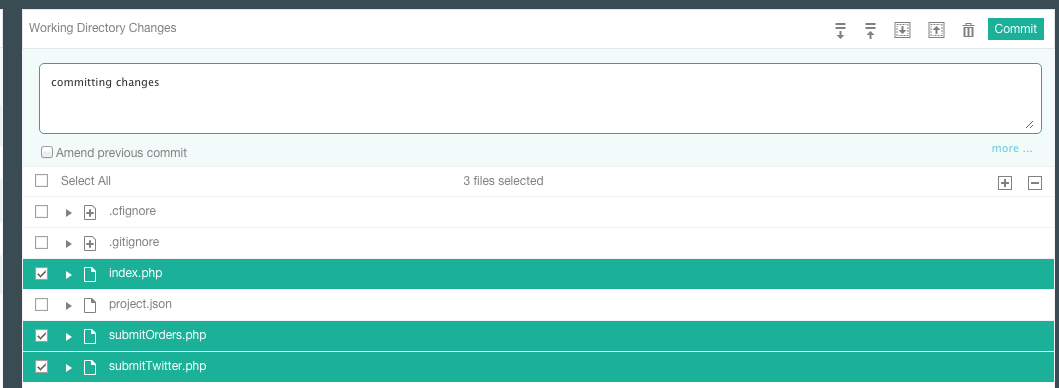 Working Directory Changes
Commit
committing changes
Amend previous commit
more ...
Select All
3 files selected
.cfignore
.gitignore
index.php
project.json
submitOrders.php
submitTwitter.php